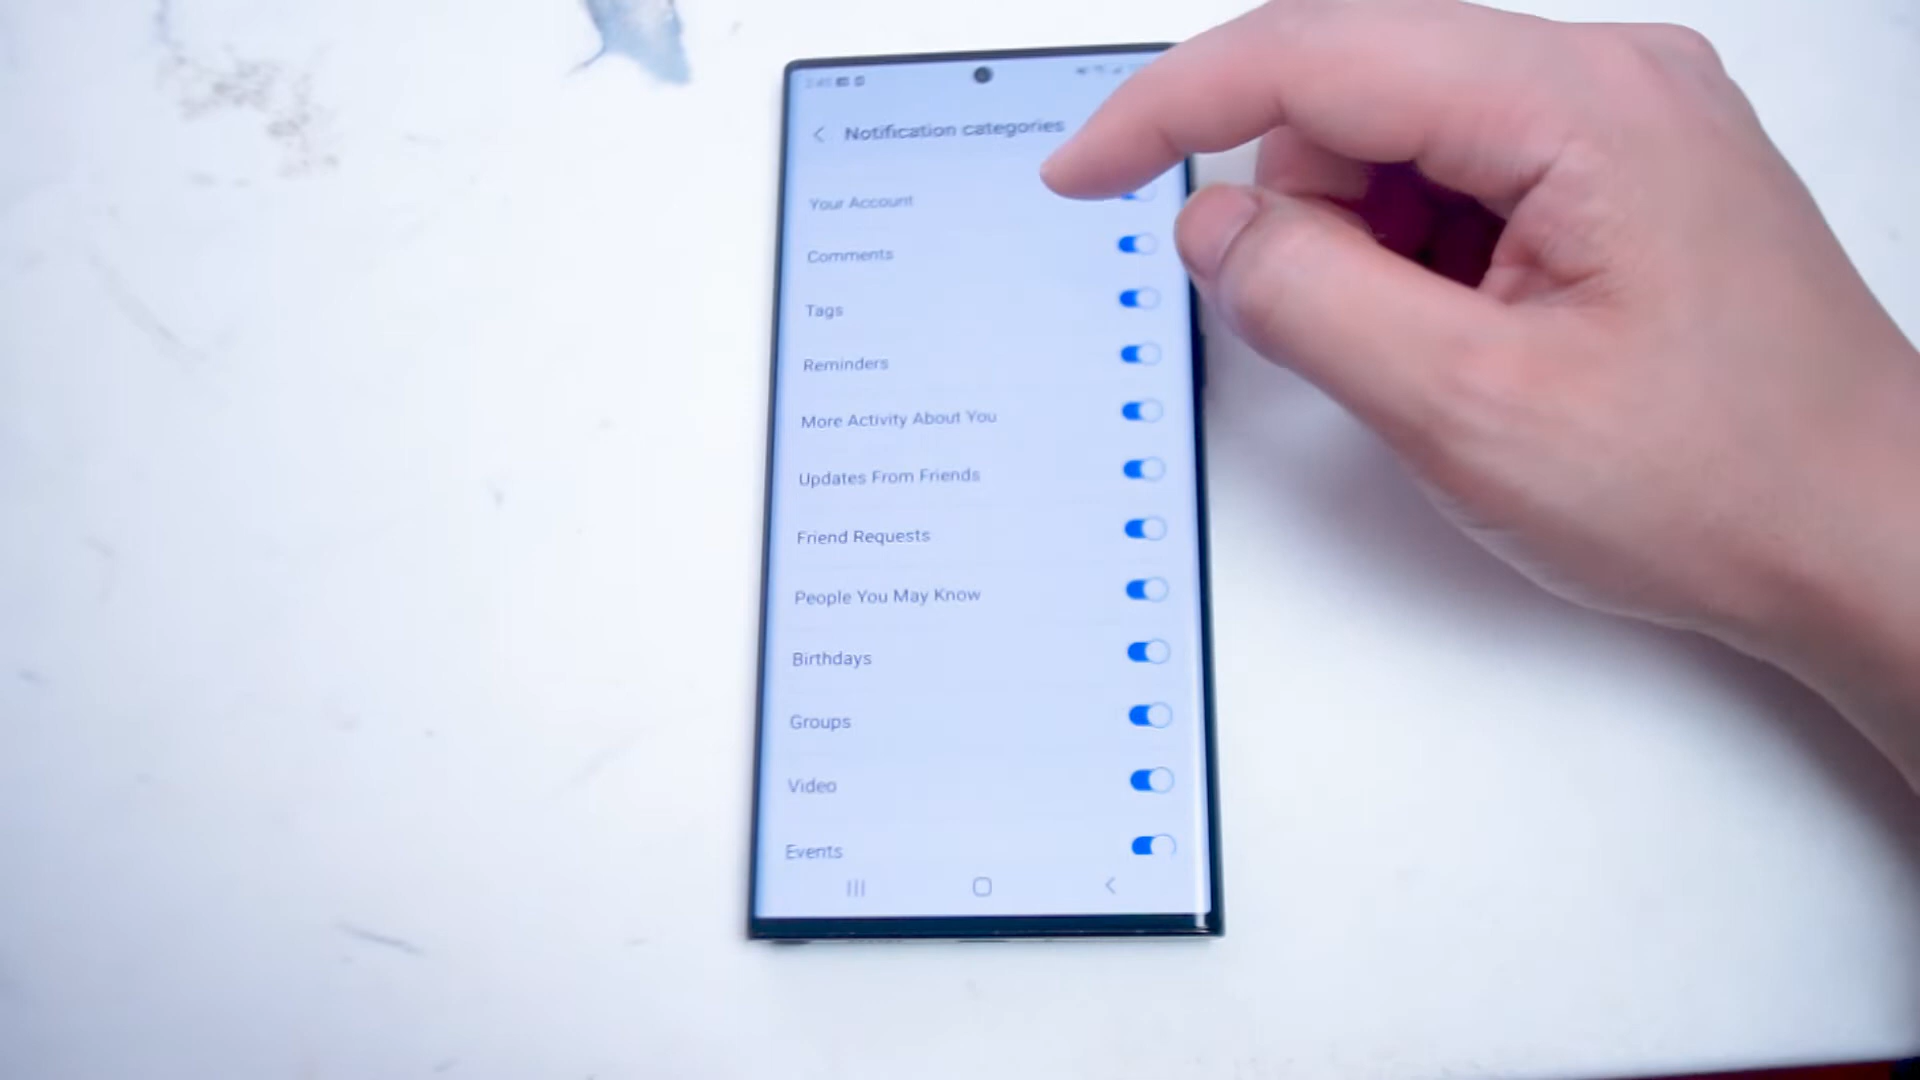 Notification categories
Your Account
Comments
Tags
Reminders
More Activity About You
Updates From Friends
Friend Requests
People You May Know
Birthdays
Groups
Video
Events